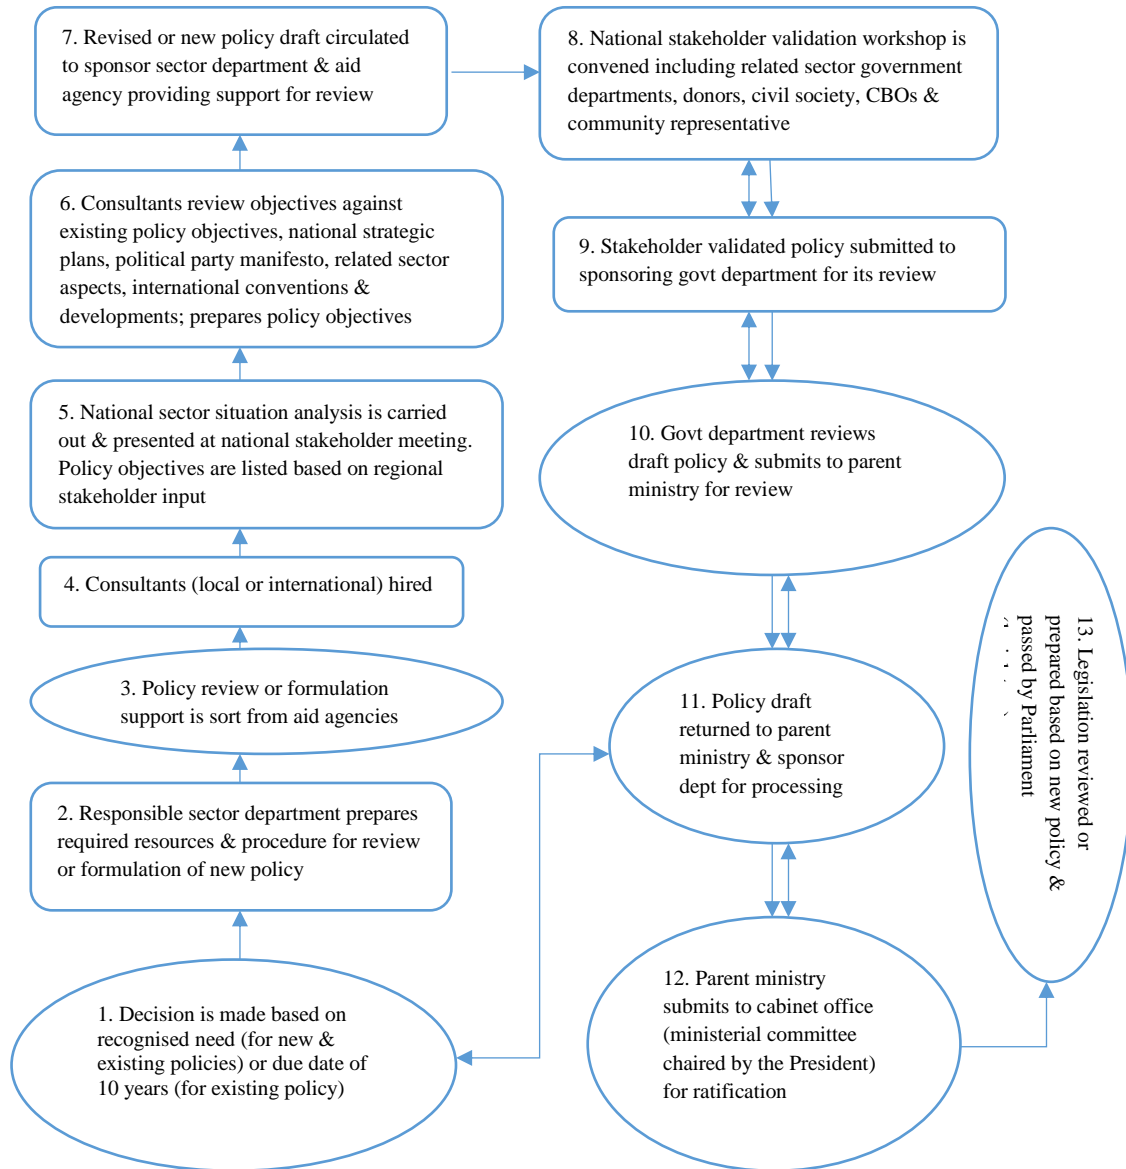 7. Revised or new policy draft circulated
to sponsor sector department & aid
agency providing support for review
8. National stakeholder validation workshop is
convened including related sector government
departments, donors, civil society, CBOs &
community representative
6. Consultants review objectives against
existing policy objectives, national strategic
plans, political party manifesto, related sector
aspects, international conventions &
developments; prepares policy objectives
9. Stakeholder validated policy submitted to
sponsoring govt department for its review
5. National sector situation analysis is carried
out & presented at national stakeholder meeting.
Policy objectives are listed based on regional
stakeholder input
10. Govt department reviews
draft policy & submits to parent
ministry for review
4. Consultants (local or international) hired
3. Policy review or formulation
support is sort from aid agencies
11. Policy draft
returned to parent
ministry & sponsor
dept for processing
13. Legislation reviewed or
prepared based on new policy &
passed by Parliament
2. Responsible sector department prepares
required resources & procedure for review
or formulation of new policy
1. Decision is made based on
recognised need (for new &
existing policies) or due date of
10 years (for existing policy)
12. Parent ministry
submits to cabinet office
(ministerial committee
chaired by the President)
for ratification